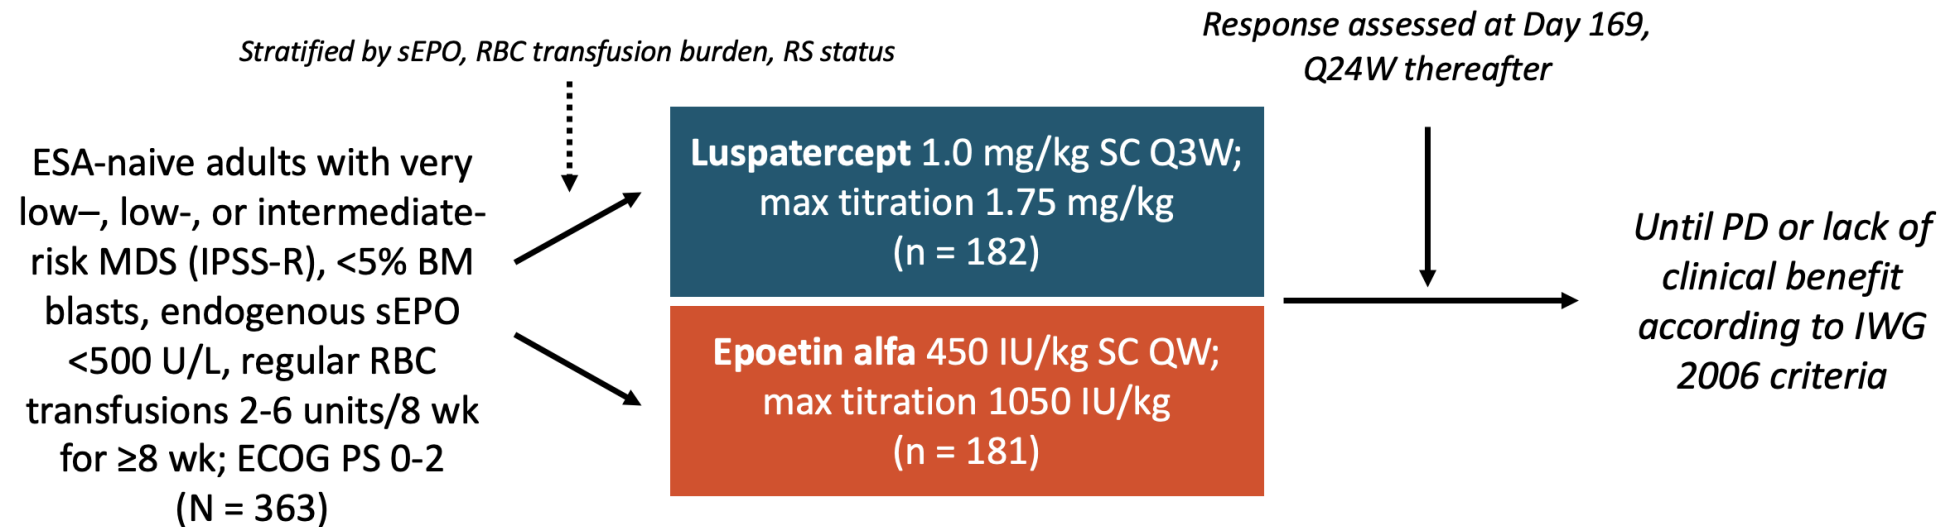 Stratified by sEPO, RBC transfusion burden, RS status
Response assessed at Day 169,
Q24W thereafter
ESA-naive adults with very
low–, low-, or intermediate-
risk MDS (IPSS-R), <5% BM
blasts, endogenous sEPO
<500 U/L, regular RBC
transfusions 2-6 units/8 wk
for ≥8 wk; ECOG PS 0-2
(N = 363)
Luspatercept 1.0 mg/kg SC Q3W;
max titration 1.75 mg/kg
(n = 182)
Epoetin alfa 450 IU/kg SC QW;
max titration 1050 IU/kg
(n = 181)
Until PD or lack of
clinical benefit
according to IWG
2006 criteria